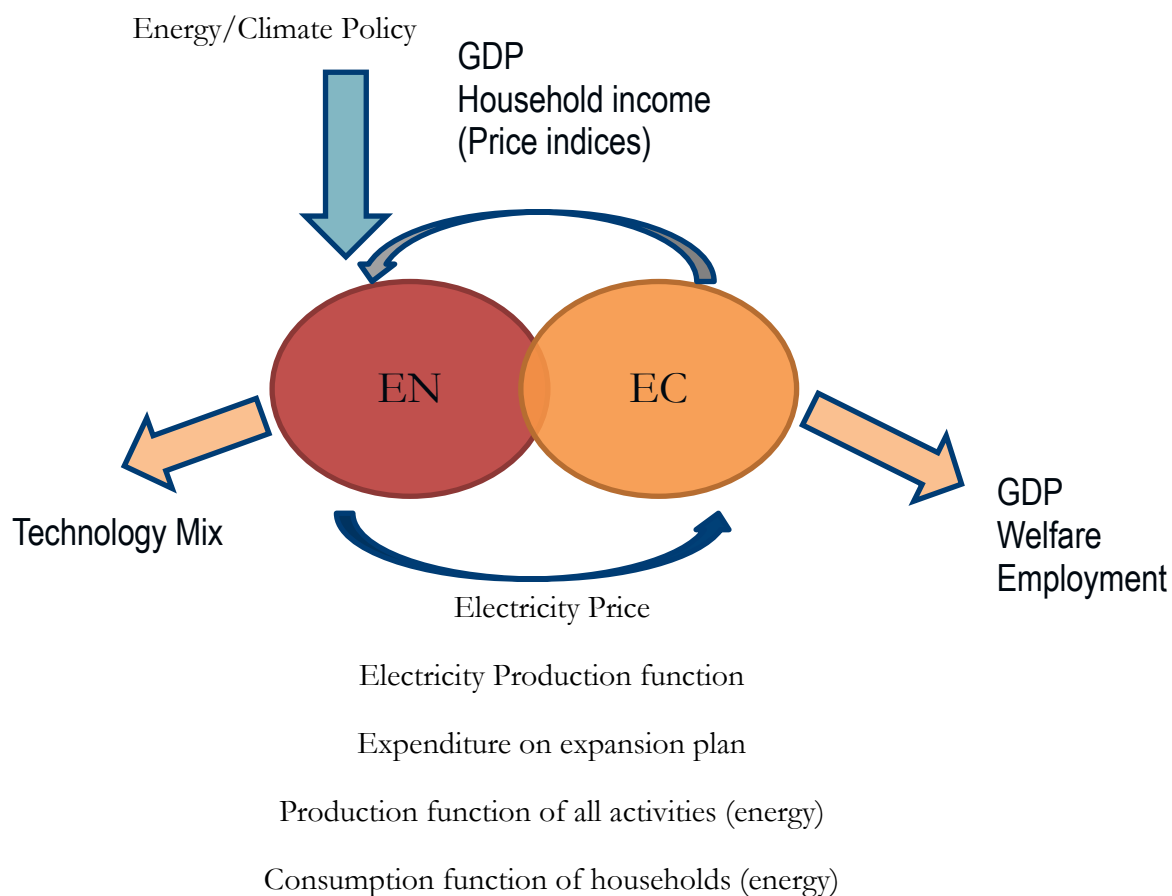 Energy/Climate Policy
GDP
Household income
(Price indices)
EN
EC
Technology Mix
GDP
Welfare
Employment
Electricity Price
Electricity Production function
Expenditure on expansion plan
Production function of all activities (energy)
Consumption function of households (energy)